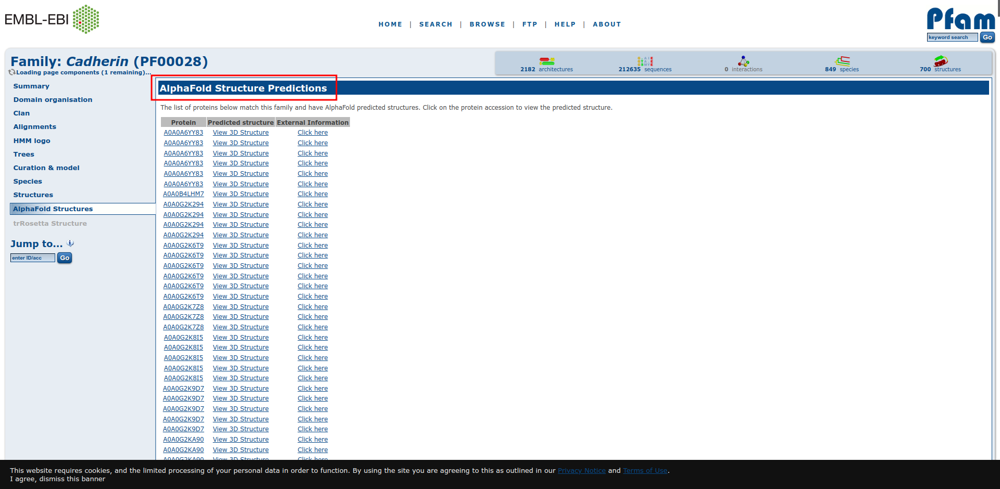 EMBL-EBI
HOME | SEARCH | BROWSE | FTP | HELP | ABOUT
Pfam
keyword search Go
Family: Cadherin (PF00028)
2182 architectures
212635 sequences
0 interactions
849 species
700 structures
Loading page components (1 remaining)...
Summary
Domain organisation
Clan
Alignments
HMM logo
Trees
Curation & model
Species
Structures
AlphaFold Structures
trRosetta Structure
Jump to...
enter ID/acc Go
AlphaFold Structure Predictions
The list of proteins below match this family and have AlphaFold predicted structures. Click on the protein accession to view the predicted structure.
Protein Predicted structure External Information
A0A0A6YY83 View 3D Structure Click here
A0A0A6YY83 View 3D Structure Click here
A0A0A6YY83 View 3D Structure Click here
A0A0A6YY83 View 3D Structure Click here
A0A0A6YY83 View 3D Structure Click here
A0A0A6YY83 View 3D Structure Click here
A0A0B4LHM7 View 3D Structure Click here
A0A0G2K294 View 3D Structure Click here
A0A0G2K294 View 3D Structure Click here
A0A0G2K294 View 3D Structure Click here
A0A0G2K294 View 3D Structure Click here
A0A0G2K6T9 View 3D Structure Click here
A0A0G2K6T9 View 3D Structure Click here
A0A0G2K6T9 View 3D Structure Click here
A0A0G2K6T9 View 3D Structure Click here
A0A0G2K6T9 View 3D Structure Click here
A0A0G2K6T9 View 3D Structure Click here
A0A0G2K7Z8 View 3D Structure Click here
A0A0G2K7Z8 View 3D Structure Click here
A0A0G2K7Z8 View 3D Structure Click here
A0A0G2K8I5 View 3D Structure Click here
A0A0G2K8I5 View 3D Structure Click here
A0A0G2K8I5 View 3D Structure Click here
A0A0G2K8I5 View 3D Structure Click here
A0A0G2K8I5 View 3D Structure Click here
A0A0G2K9D7 View 3D Structure Click here
A0A0G2K9D7 View 3D Structure Click here
A0A0G2K9D7 View 3D Structure Click here
A0A0G2K9D7 View 3D Structure Click here
A0A0G2K9D7 View 3D Structure Click here
A0A0G2KA90 View 3D Structure Click here
A0A0G2KA90 View 3D Structure Click here
A0A0G2KA90 View 3D Structure Click here
This website requires cookies, and the limited processing of your personal data in order to function. By using the site you are agreeing to this as outlined in our Privacy Notice and Terms of Use.
I agree, dismiss this banner